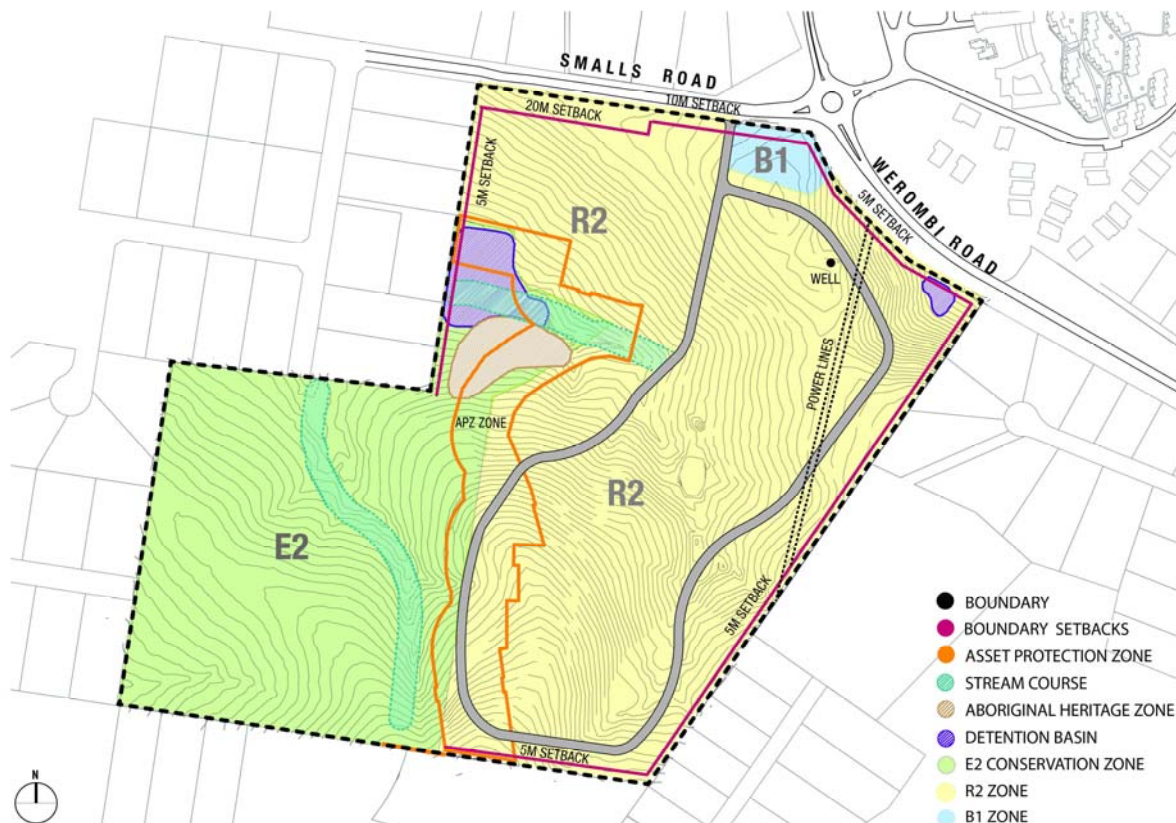 SMALLS ROAD
20M SETBACK
10M SETBACK
B1
5M SETBACK
R2
5M SETBACK
WEROMBI ROAD
WELL
POWER LINES
APZ ZONE
R2
E2
5M SETBACK
5M SETBACK
BOUNDARY
BOUNDARY SETBACKS
ASSET PROTECTION ZONE
STREAM COURSE
ABORIGINAL HERITAGE ZONE
DETENTION BASIN
E2 CONSERVATION ZONE
R2 ZONE
B1 ZONE
N